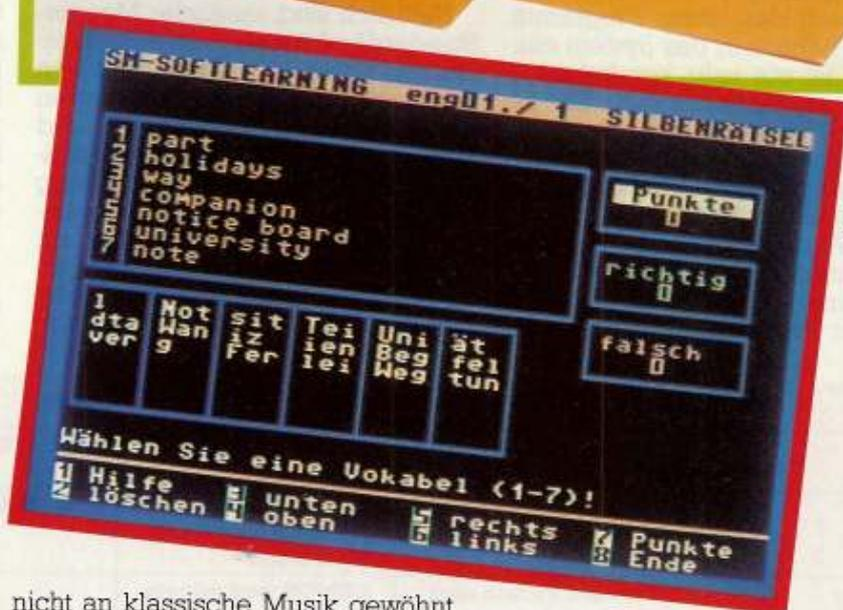 SM-SOFTLEARNING eng01./ 1 SILBENRÄTSEL
1 part
2 holidays
3 way
4 companion
5 notice board
6 university
7 note
Punkte
0
richtig
0
falsch
0
l
dta
ver
Not
Wan
g
sit
iz
Fer
Tei
ien
lei
Uni
Beg
Weg
ät
fel
tun
Wählen Sie eine Vokabel (1-7)!
1 Hilfe 3 unten 5 rechts 7 Punkte
2 löschen 4 oben 6 links 8 Ende
nicht an klassische Musik gewöhnt